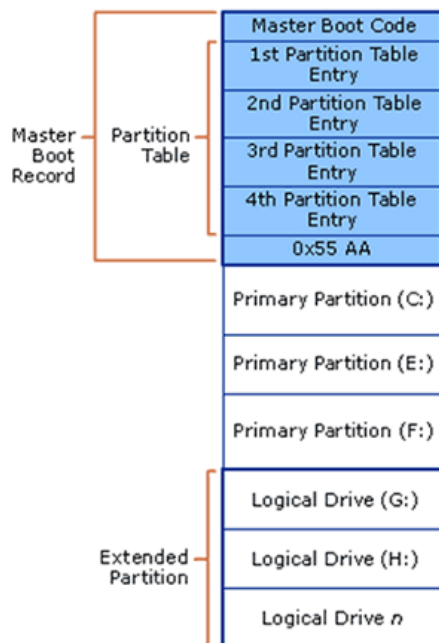 Master Boot Code
1st Partition Table
Entry
2nd Partition Table
Entry
3rd Partition Table
Entry
4th Partition Table
Entry
0x55 AA
Master
Boot
Record
Partition
Table
Primary Partition (C:)
Primary Partition (E:)
Primary Partition (F:)
Logical Drive (G:)
Logical Drive (H:)
Logical Drive n
Extended
Partition